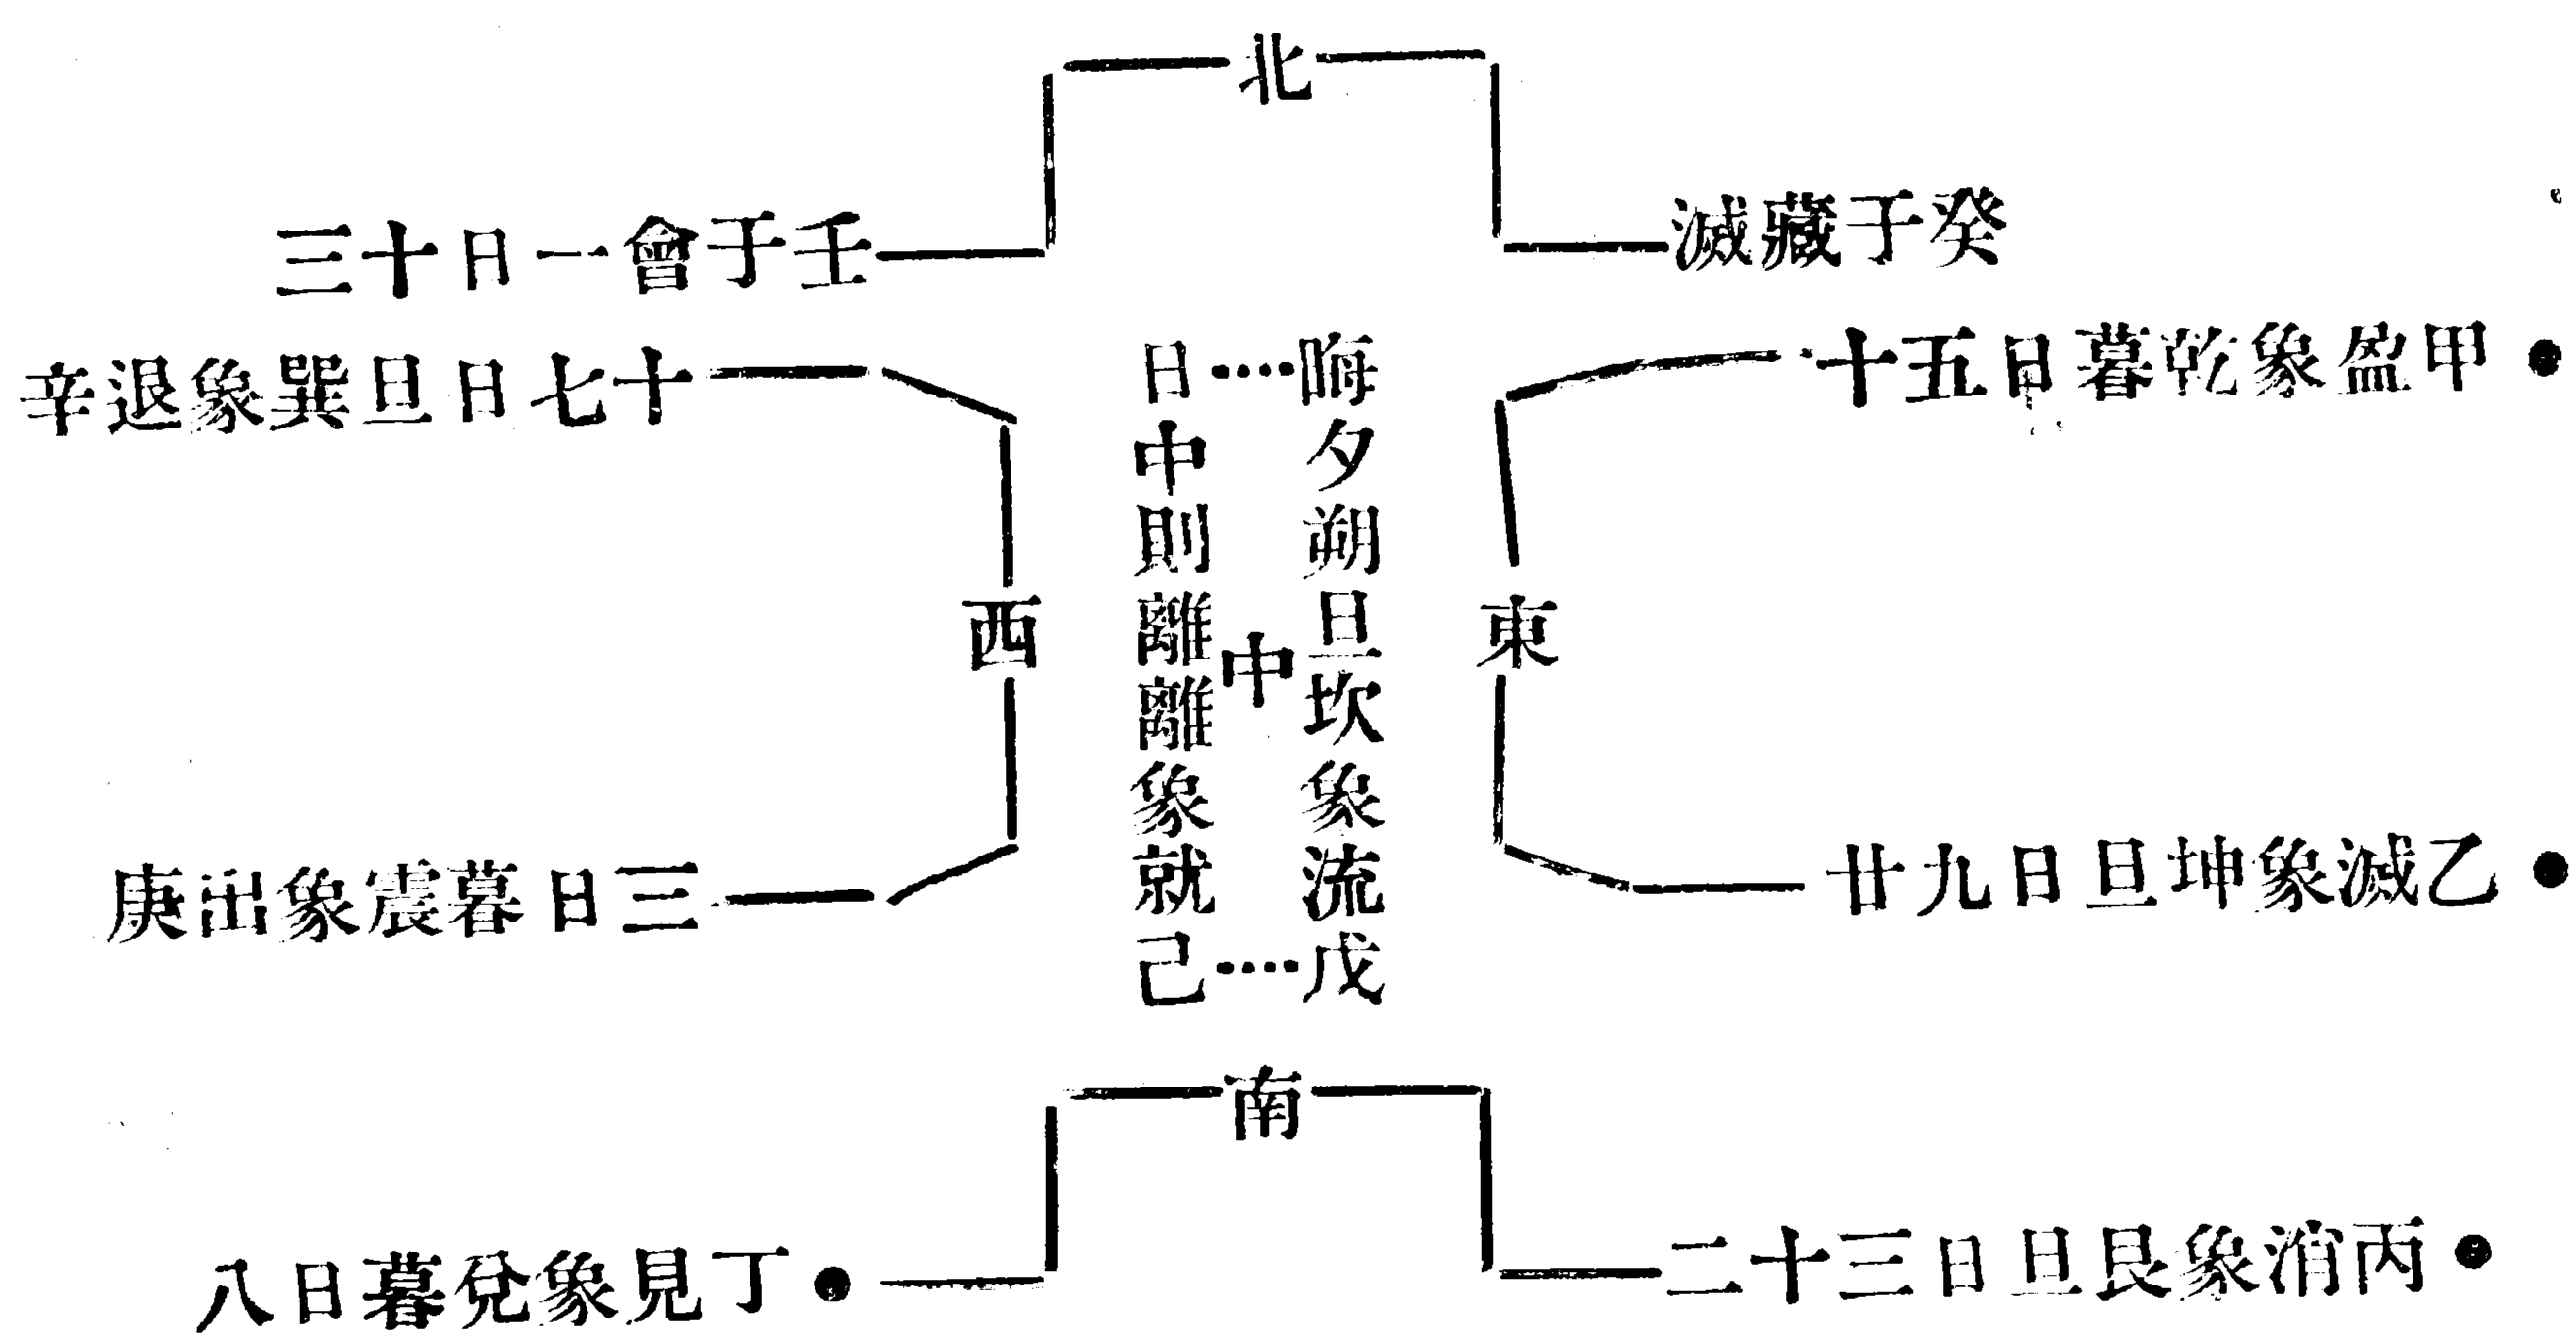 北
三十日一會于壬
滅藏于癸
十七日旦巽象退辛
十五日暮乾象盈甲
晦夕朔旦坎象流戊
中
日中則離離象就己
西
東
三日暮震象出庚
廿九日旦坤象滅乙
南
八日暮兌象見丁
二十三日旦艮象消丙